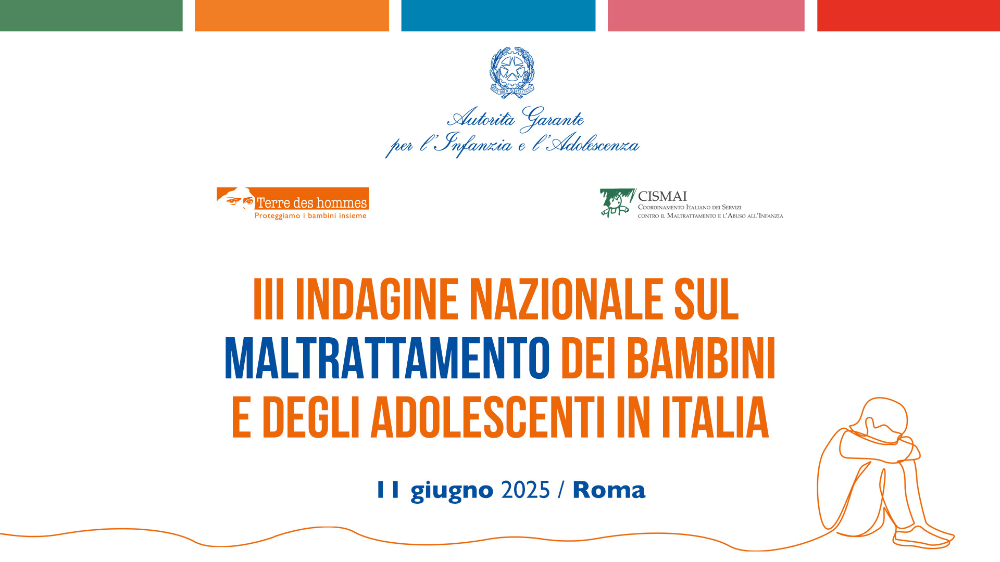 REPVBBLICA ITALIANA
Autorità Garante
per l'Infanzia e l'Adolescenza
Terre des hommes
Proteggiamo i bambini insieme
CISMAI
Coordinamento Italiano dei Servizi
contro il Maltrattamento e l'Abuso all'Infanzia
III INDAGINE NAZIONALE SUL
MALTRATTAMENTO DEI BAMBINI
E DEGLI ADOLESCENTI IN ITALIA
11 giugno 2025 / Roma